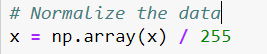 # Normalize the data
x = np.array(x) / 255